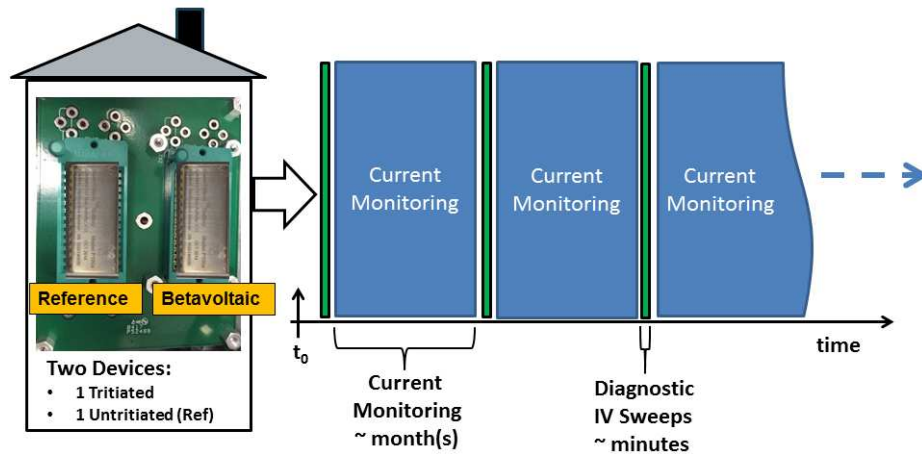 Reference
Betavoltaic
Two Devices:
• 1 Tritiated
• 1 Untritiated (Ref)
Current
Monitoring
Current
Monitoring
Current
Monitoring
t₀
time
Current
Monitoring
~ month(s)
Diagnostic
IV Sweeps
~ minutes